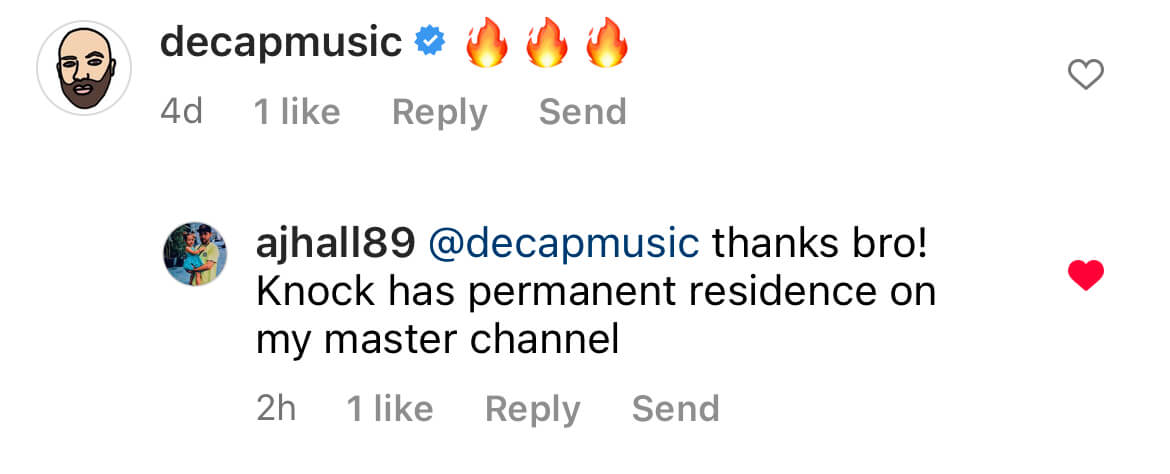 decapmusic 🔥🔥🔥
4d 1 like Reply Send
ajhall89 @decapmusic thanks bro!
Knock has permanent residence on
my master channel
2h 1 like Reply Send